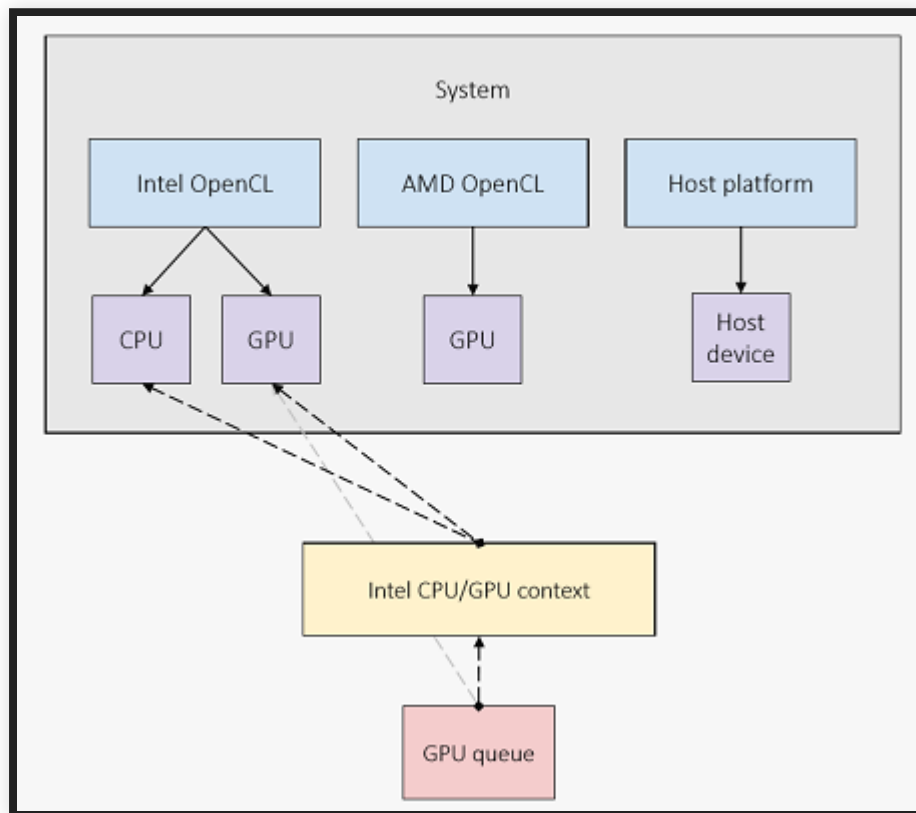 System
Intel OpenCL
AMD OpenCL
Host platform
CPU
GPU
GPU
Host
device
Intel CPU/GPU context
GPU queue